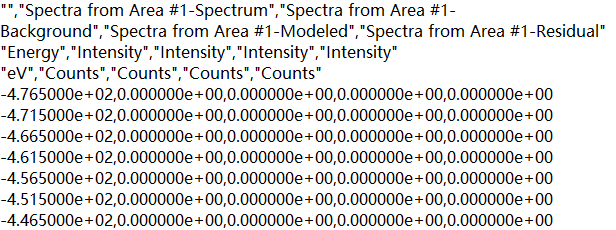 "","Spectra from Area #1-Spectrum","Spectra from Area #1-
Background","Spectra from Area #1-Modeled","Spectra from Area #1-Residual"
"Energy","Intensity","Intensity","Intensity","Intensity"
"eV","Counts","Counts","Counts","Counts"
-4.765000e+02,0.000000e+00,0.000000e+00,0.000000e+00,0.000000e+00
-4.715000e+02,0.000000e+00,0.000000e+00,0.000000e+00,0.000000e+00
-4.665000e+02,0.000000e+00,0.000000e+00,0.000000e+00,0.000000e+00
-4.615000e+02,0.000000e+00,0.000000e+00,0.000000e+00,0.000000e+00
-4.565000e+02,0.000000e+00,0.000000e+00,0.000000e+00,0.000000e+00
-4.515000e+02,0.000000e+00,0.000000e+00,0.000000e+00,0.000000e+00
-4.465000e+02,0.000000e+00,0.000000e+00,0.000000e+00,0.000000e+00